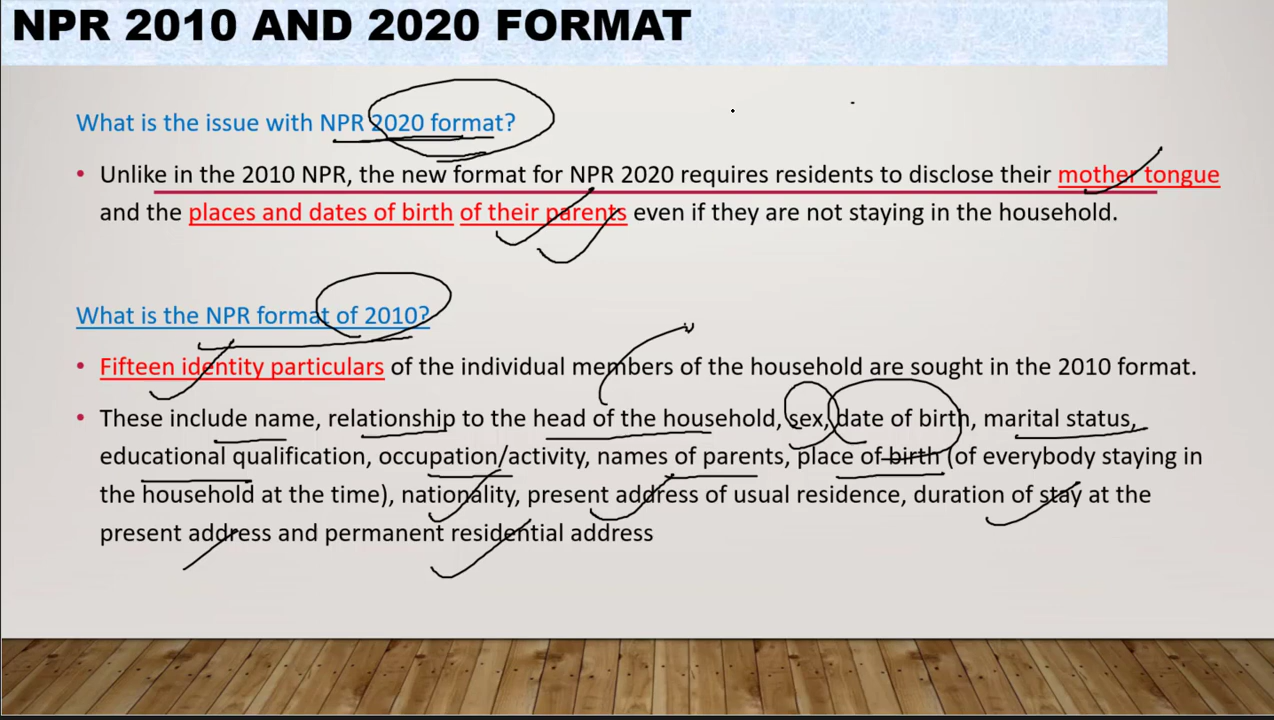 NPR 2010 AND 2020 FORMAT
What is the issue with NPR 2020 format?
• Unlike in the 2010 NPR, the new format for NPR 2020 requires residents to disclose their mother tongue
and the places and dates of birth of their parents even if they are not staying in the household.
What is the NPR format of 2010?
• Fifteen identity particulars of the individual members of the household are sought in the 2010 format.
• These include name, relationship to the head of the household, sex, date of birth, marital status,
educational qualification, occupation/activity, names of parents, place of birth (of everybody staying in
the household at the time), nationality, present address of usual residence, duration of stay at the
present address and permanent residential address